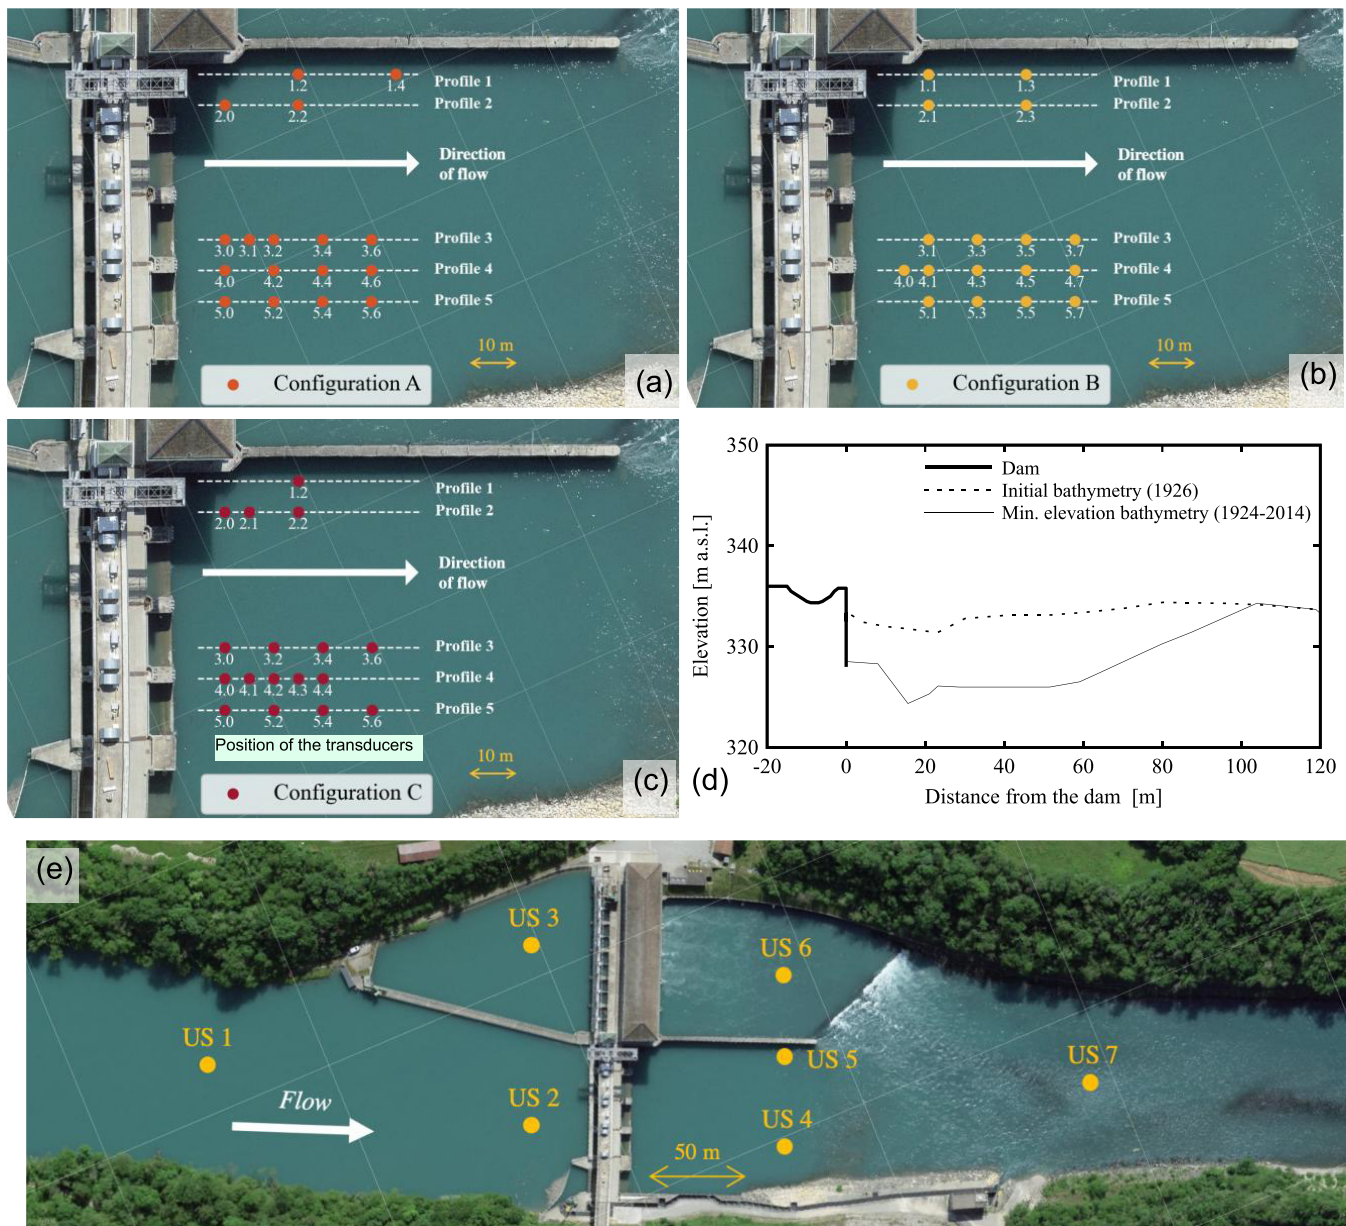 1.2 1.4 Profile 1
2.0 2.2 Profile 2
Direction
of flow
3.0 3.1 3.2 3.4 3.6 Profile 3
4.0 4.2 4.4 4.6 Profile 4
5.0 5.2 5.4 5.6 Profile 5
10 m
Configuration A
(a)
1.1 1.3 Profile 1
2.1 2.3 Profile 2
Direction
of flow
3.1 3.3 3.5 3.7 Profile 3
4.0 4.1 4.3 4.5 4.7 Profile 4
5.1 5.3 5.5 5.7 Profile 5
10 m
Configuration B
(b)
1.2 Profile 1
2.0 2.1 2.2 Profile 2
Direction
of flow
3.0 3.2 3.4 3.6 Profile 3
4.0 4.1 4.2 4.3 4.4 Profile 4
5.0 5.2 5.4 5.6 Profile 5
Position of the transducers
10 m
Configuration C
(c)
350
340
330
320
Elevation [m a.s.l.]
Dam
Initial bathymetry (1926)
Min. elevation bathymetry (1924-2014)
-20 0 20 40 60 80 100 120
Distance from the dam [m]
(d)
(e)
US 3
US 6
US 1
US 5
US 7
Flow
US 2
US 4
50 m